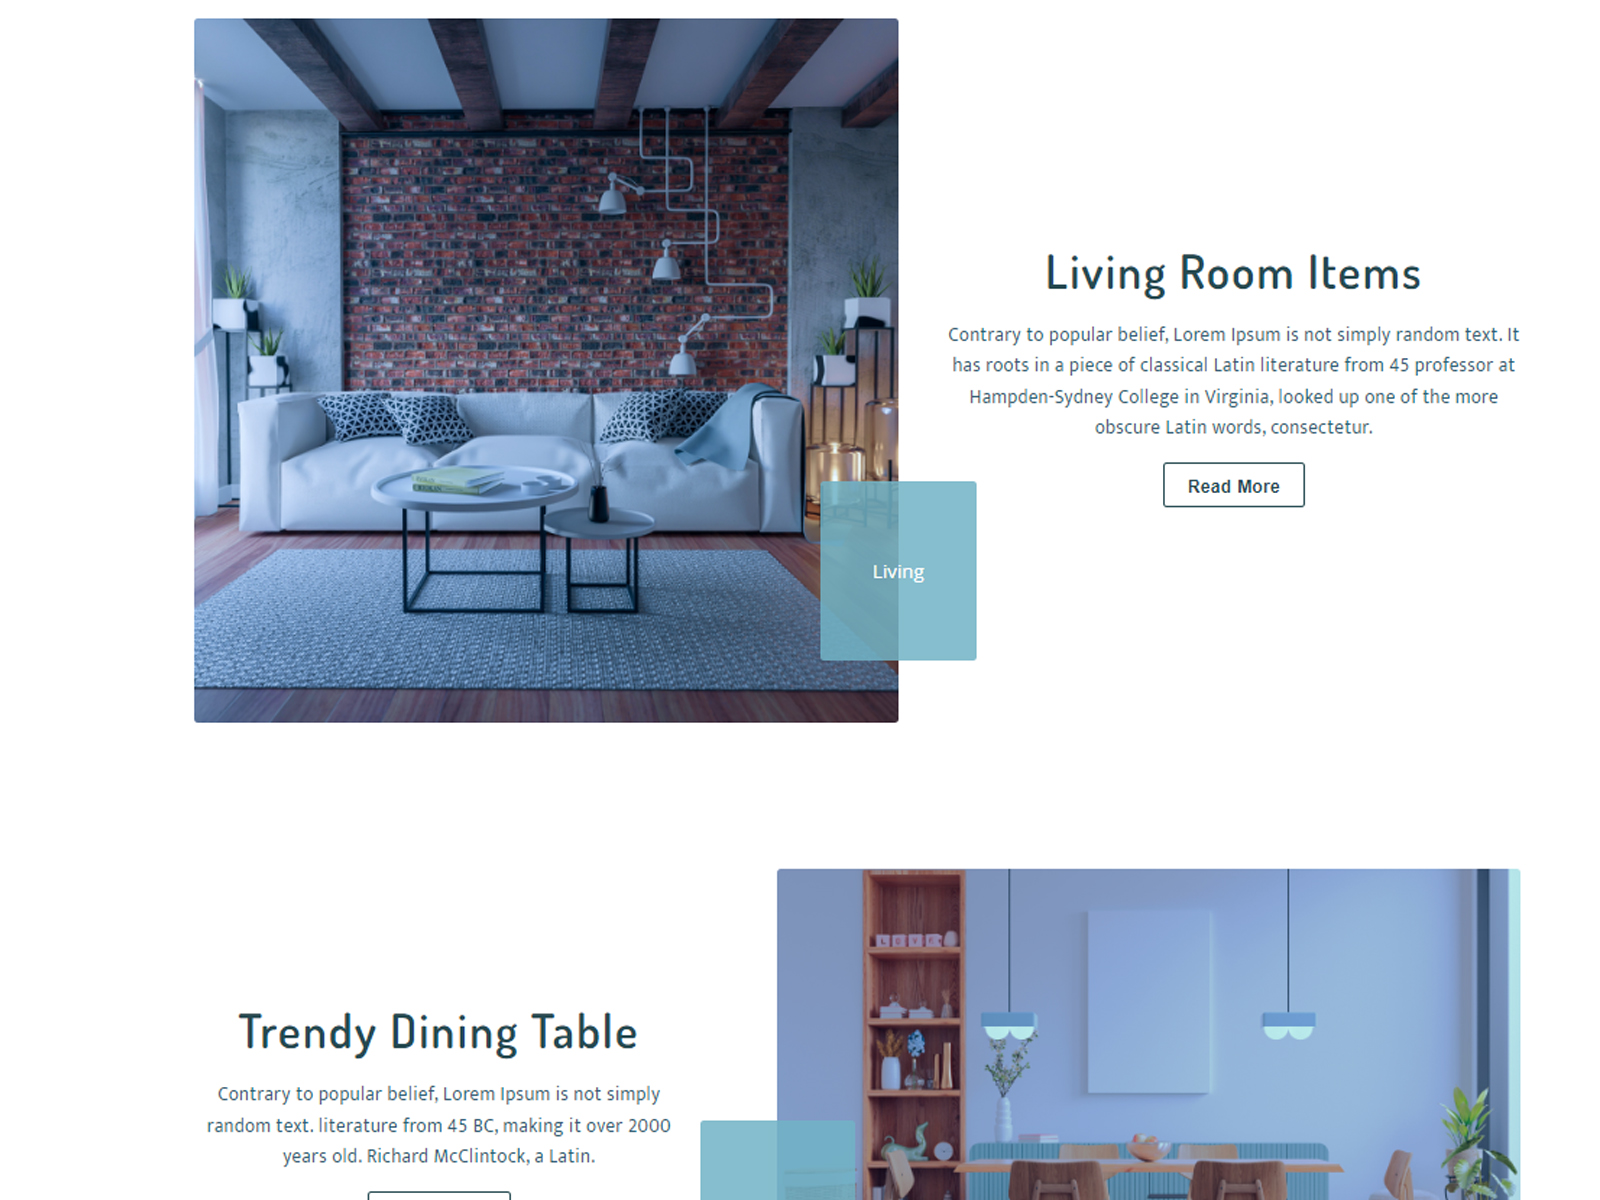 Living Room Items
Contrary to popular belief, Lorem Ipsum is not simply random text. It
has roots in a piece of classical Latin literature from 45 professor at
Hampden-Sydney College in Virginia, looked up one of the more
obscure Latin words, consectetur.
Read More
Living
LOVE
Trendy Dining Table
Contrary to popular belief, Lorem Ipsum is not simply
random text. literature from 45 BC, making it over 2000
years old. Richard McClintock, a Latin.